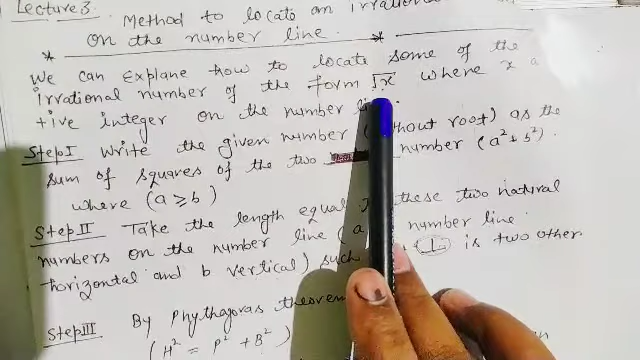 Lecture 3.
Method to locate an irrational
on the number line.
We can Explane how to locate some of the
irrational number of the form √x where x a
+ive integer on the number
Step I Write the given number (without root) as the
sum of squares of the two number (a² + b²).
where (a ≥ b)
Step II Take the length equal these two natural
numbers on the number line (a number line
horizontal and b vertical) such ⊥ is two other.
Step III By Phythagoras theorem
(H² = P² + B²)